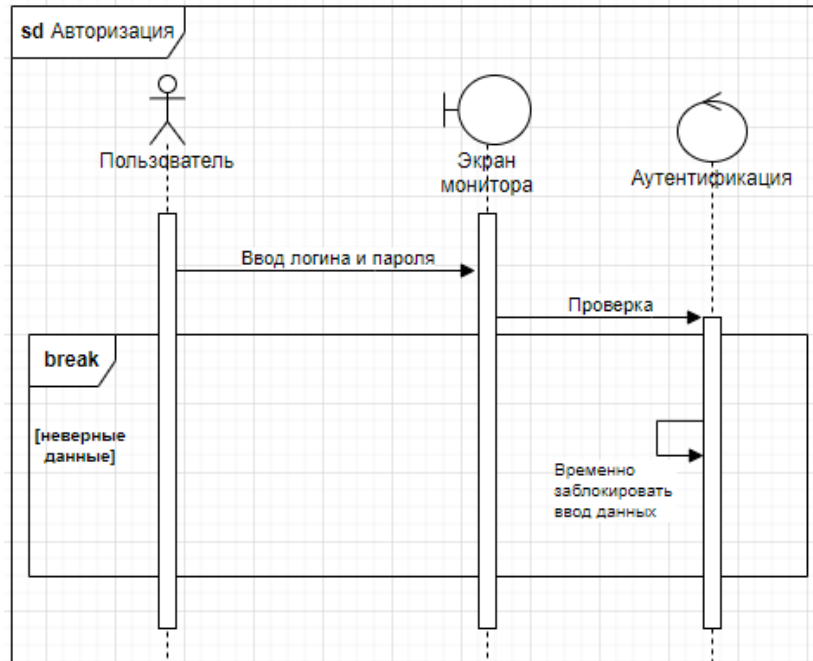 sd Авторизация
Пользователь
Экран
монитора
Аутентификация
Ввод логина и пароля
Проверка
break
[неверные
данные]
Временно
заблокировать
ввод данных